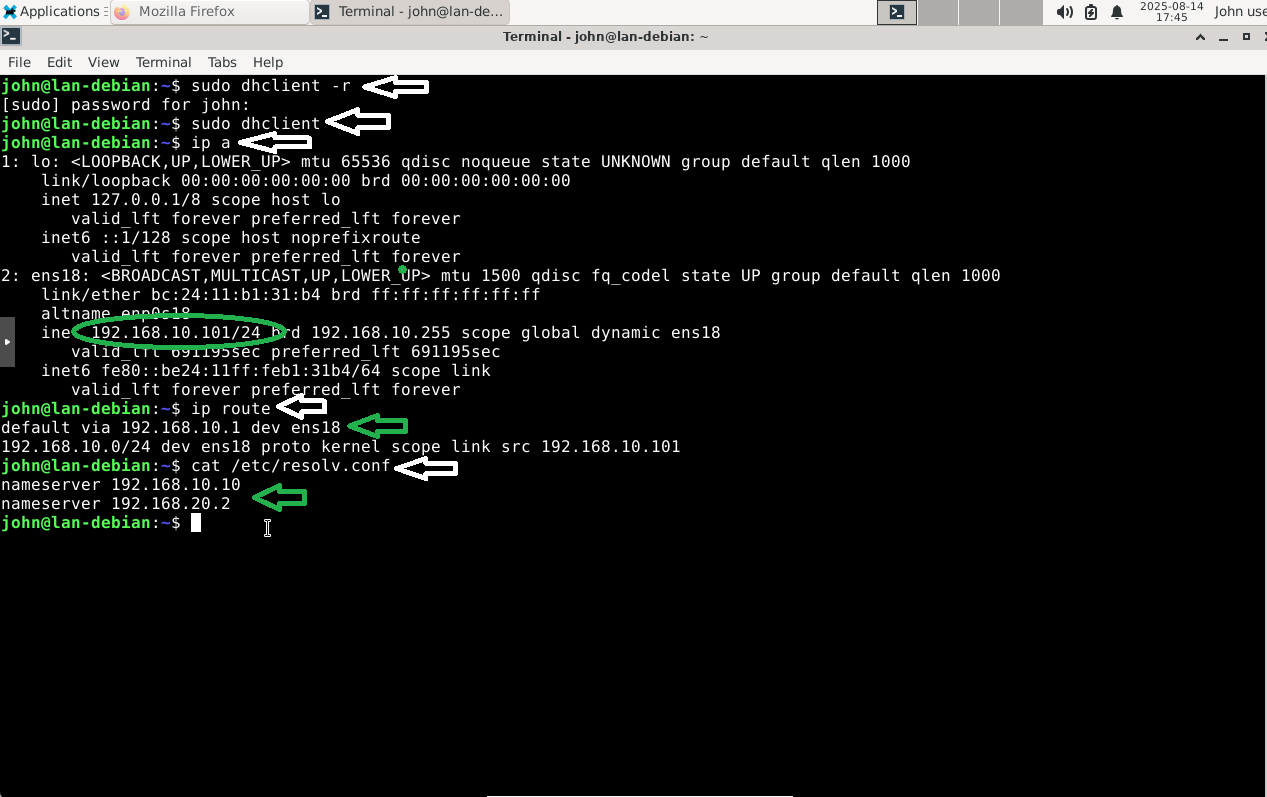 Applications
Mozilla Firefox
Terminal - john@lan-de...
2025-08-14
17:45
John use
Terminal - john@lan-debian: ~
File Edit View Terminal Tabs Help
john@lan-debian:~$ sudo dhclient -r
[sudo] password for john:
john@lan-debian:~$ sudo dhclient
john@lan-debian:~$ ip a
1: lo: <LOOPBACK,UP,LOWER_UP> mtu 65536 qdisc noqueue state UNKNOWN group default qlen 1000
link/loopback 00:00:00:00:00:00 brd 00:00:00:00:00:00
inet 127.0.0.1/8 scope host lo
valid_lft forever preferred_lft forever
inet6 ::1/128 scope host noprefixroute
valid_lft forever preferred_lft forever
2: ens18: <BROADCAST,MULTICAST,UP,LOWER_UP> mtu 1500 qdisc fq_codel state UP group default qlen 1000
link/ether bc:24:11:b1:31:b4 brd ff:ff:ff:ff:ff:ff
altname enp0s18
inet 192.168.10.101/24 brd 192.168.10.255 scope global dynamic ens18
valid_lft 691195sec preferred_lft 691195sec
inet6 fe80::be24:11ff:feb1:31b4/64 scope link
valid_lft forever preferred_lft forever
john@lan-debian:~$ ip route
default via 192.168.10.1 dev ens18
192.168.10.0/24 dev ens18 proto kernel scope link src 192.168.10.101
john@lan-debian:~$ cat /etc/resolv.conf
nameserver 192.168.10.10
nameserver 192.168.20.2
john@lan-debian:~$